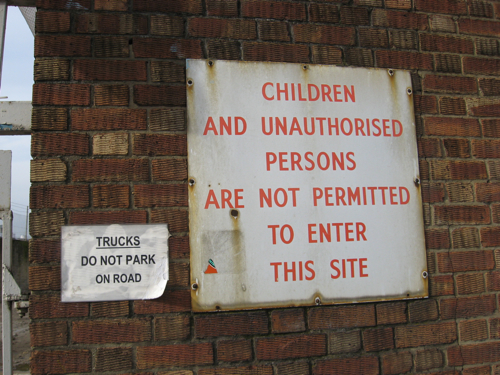 CHILDREN
AND UNAUTHORISED
PERSONS
ARE NOT PERMITTED
TO ENTER
THIS SITE
TRUCKS
DO NOT PARK
ON ROAD